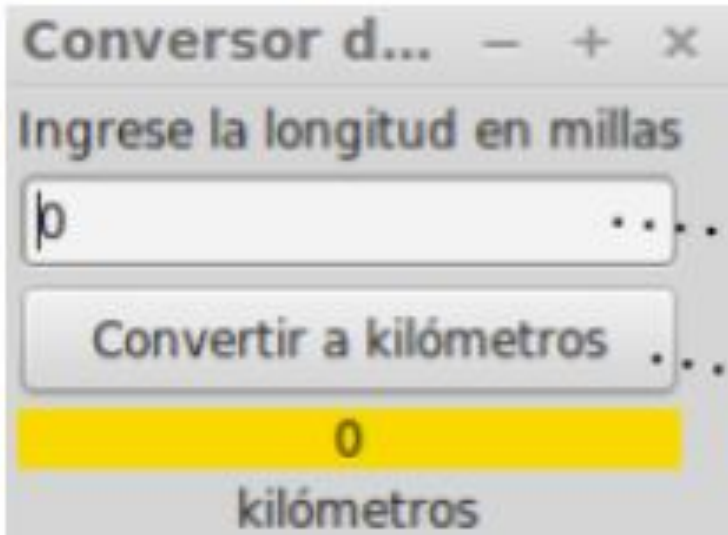 Conversor d...
Ingrese la longitud en millas
0
Convertir a kilómetros
0
kilómetros